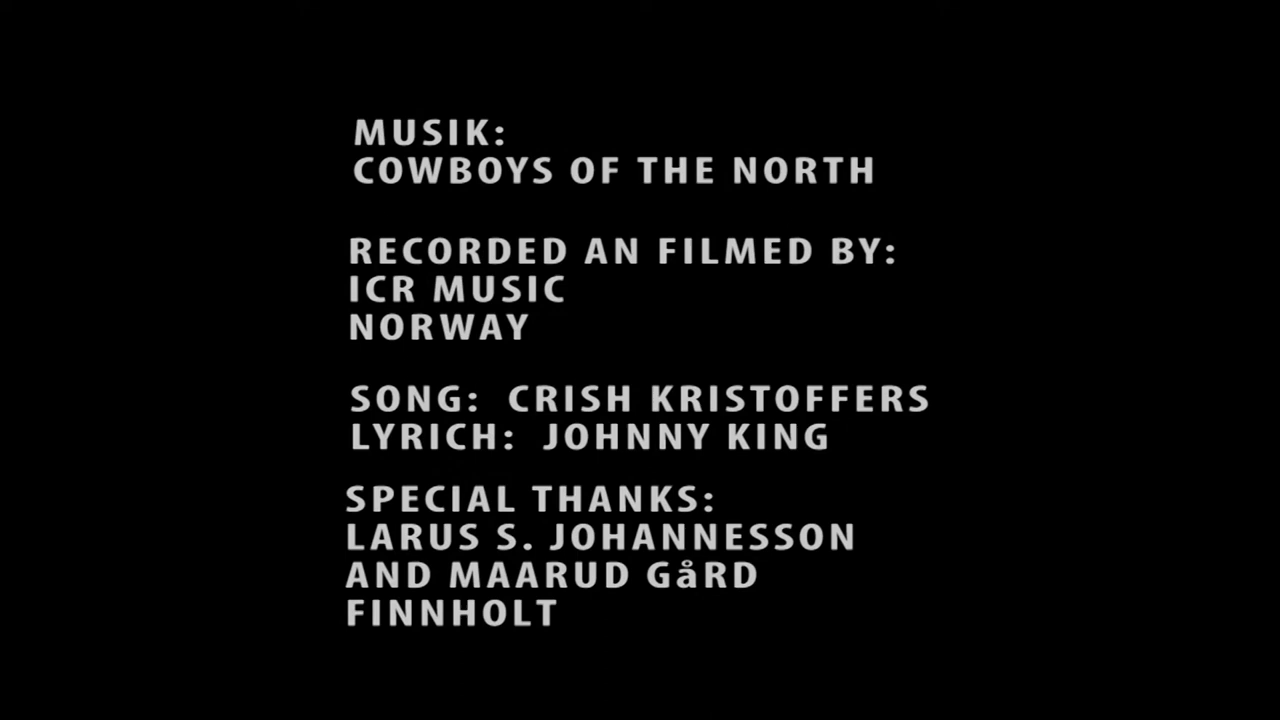 MUSIK:
COWBOYS OF THE NORTH
RECORDED AN FILMED BY:
ICR MUSIC
NORWAY
SONG: CRISH KRISTOFFERS
LYRICH: JOHNNY KING
SPECIAL THANKS:
LARUS S. JOHANNESSON
AND MAARUD GåRD
FINNHOLT